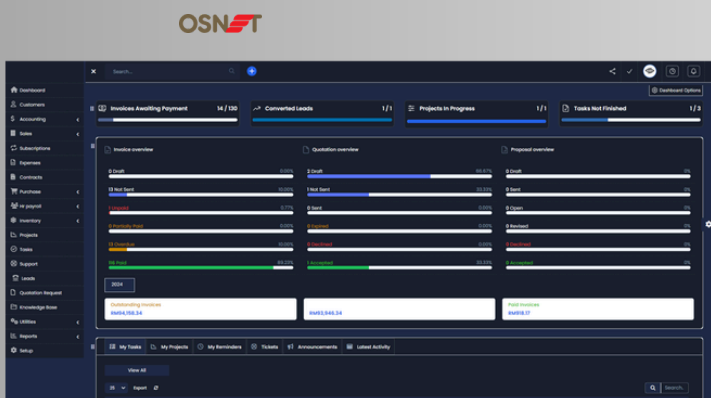 OSNET
Search...
Dashboard
Customers
Accounting
Sales
Subscriptions
Expenses
Contracts
Purchase
Hr payroll
Inventory
Projects
Tasks
Support
Leads
Quotation Request
Knowledge Base
Utilities
Reports
Setup
Dashboard Options
Invoices Awaiting Payment 14 / 130
Converted Leads 1 / 1
Projects In Progress 1 / 1
Tasks Not Finished 1 / 3
Invoice overview
0 Draft 0.00%
13 Not Sent 10.00%
1 Unpaid 0.77%
0 Partially Paid 0.00%
13 Overdue 10.00%
116 Paid 89.23%
Quotation overview
2 Draft 66.67%
1 Not Sent 33.33%
0 Sent 0.00%
0 Expired 0.00%
0 Declined 0.00%
1 Accepted 33.33%
Proposal overview
0 Draft 0%
0 Sent 0%
0 Open 0%
0 Revised 0%
0 Declined 0%
0 Accepted 0%
2024
Outstanding Invoices
RM94,158.34
RM93,946.34
Paid Invoices
RM918.17
My Tasks
My Projects
My Reminders
Tickets
Announcements
Latest Activity
View All
25
Export
Search..